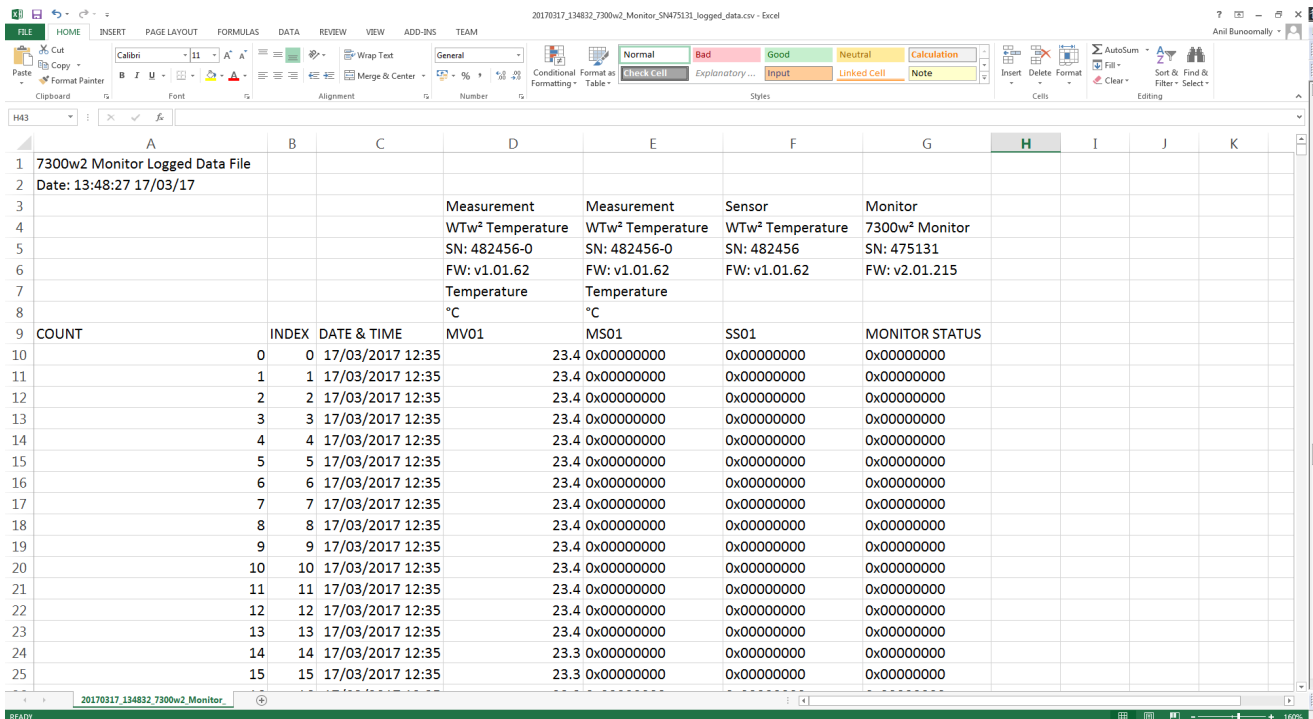 20170317_134832_7300w2_Monitor_SN475131_logged_data.csv - Excel
FILE HOME INSERT PAGE LAYOUT FORMULAS DATA REVIEW VIEW ADD-INS TEAM Anil Bunoomally
Paste Cut Copy Format Painter
Clipboard
Calibri 11
B I U
Font
Wrap Text
Merge & Center
Alignment
General
Number
Conditional Formatting Format as Table
Normal Bad Good Neutral Calculation
Check Cell Explanatory ... Input Linked Cell Note
Styles
Insert Delete Format
Cells
AutoSum
Fill
Clear
Sort & Filter Find & Select
Editing
H43 fx
A B C D E F G H I J K
1 7300w2 Monitor Logged Data File
2 Date: 13:48:27 17/03/17
3 Measurement Measurement Sensor Monitor
4 WTw² Temperature WTw² Temperature WTw² Temperature 7300w² Monitor
5 SN: 482456-0 SN: 482456-0 SN: 482456 SN: 475131
6 FW: v1.01.62 FW: v1.01.62 FW: v1.01.62 FW: v2.01.215
7 Temperature Temperature
8 °C °C
9 COUNT INDEX DATE & TIME MV01 MS01 SS01 MONITOR STATUS
10 0 0 17/03/2017 12:35 23.4 0x00000000 0x00000000 0x00000000
11 1 1 17/03/2017 12:35 23.4 0x00000000 0x00000000 0x00000000
12 2 2 17/03/2017 12:35 23.4 0x00000000 0x00000000 0x00000000
13 3 3 17/03/2017 12:35 23.4 0x00000000 0x00000000 0x00000000
14 4 4 17/03/2017 12:35 23.4 0x00000000 0x00000000 0x00000000
15 5 5 17/03/2017 12:35 23.4 0x00000000 0x00000000 0x00000000
16 6 6 17/03/2017 12:35 23.4 0x00000000 0x00000000 0x00000000
17 7 7 17/03/2017 12:35 23.4 0x00000000 0x00000000 0x00000000
18 8 8 17/03/2017 12:35 23.4 0x00000000 0x00000000 0x00000000
19 9 9 17/03/2017 12:35 23.4 0x00000000 0x00000000 0x00000000
20 10 10 17/03/2017 12:35 23.4 0x00000000 0x00000000 0x00000000
21 11 11 17/03/2017 12:35 23.4 0x00000000 0x00000000 0x00000000
22 12 12 17/03/2017 12:35 23.4 0x00000000 0x00000000 0x00000000
23 13 13 17/03/2017 12:35 23.4 0x00000000 0x00000000 0x00000000
24 14 14 17/03/2017 12:35 23.3 0x00000000 0x00000000 0x00000000
25 15 15 17/03/2017 12:35 23.3 0x00000000 0x00000000 0x00000000
20170317_134832_7300w2_Monitor_
READY 160%